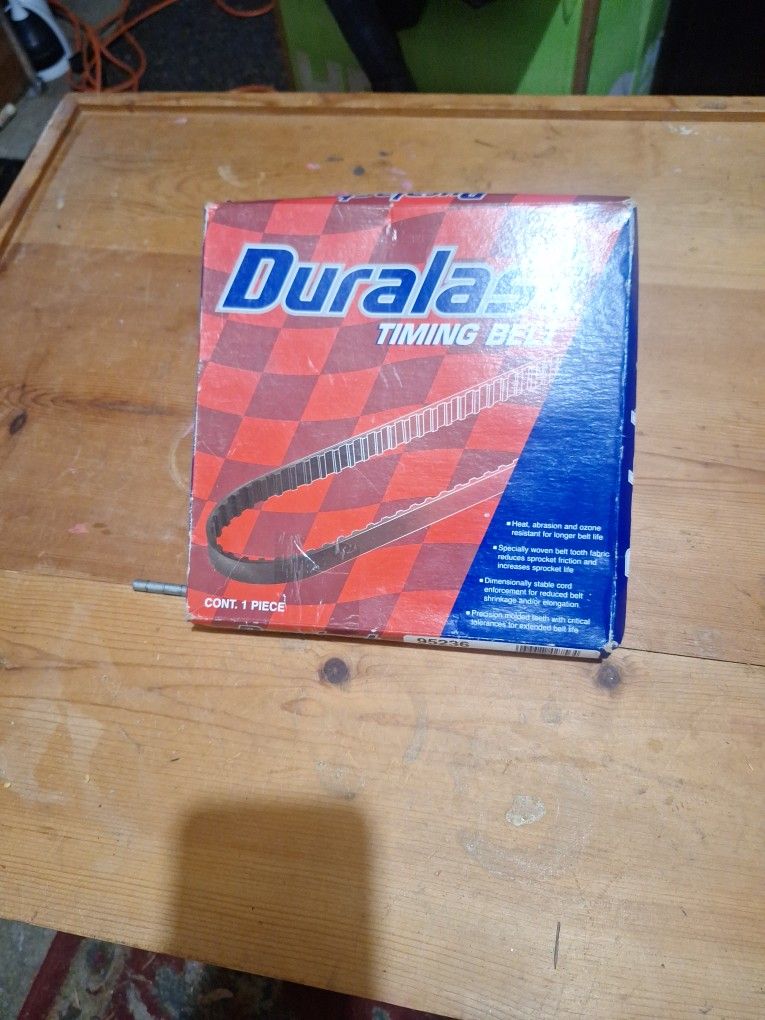 Duralast
TIMING BELT
■ Heat, abrasion and ozone
resistant for longer belt life
■ Specially woven belt tooth fabric
reduces sprocket friction and
increases sprocket life
■ Dimensionally stable cord
enforcement for reduced belt
shrinkage and/or elongation
■ Precision molded teeth with critical
tolerances for extended belt life
CONT. 1 PIECE
95236